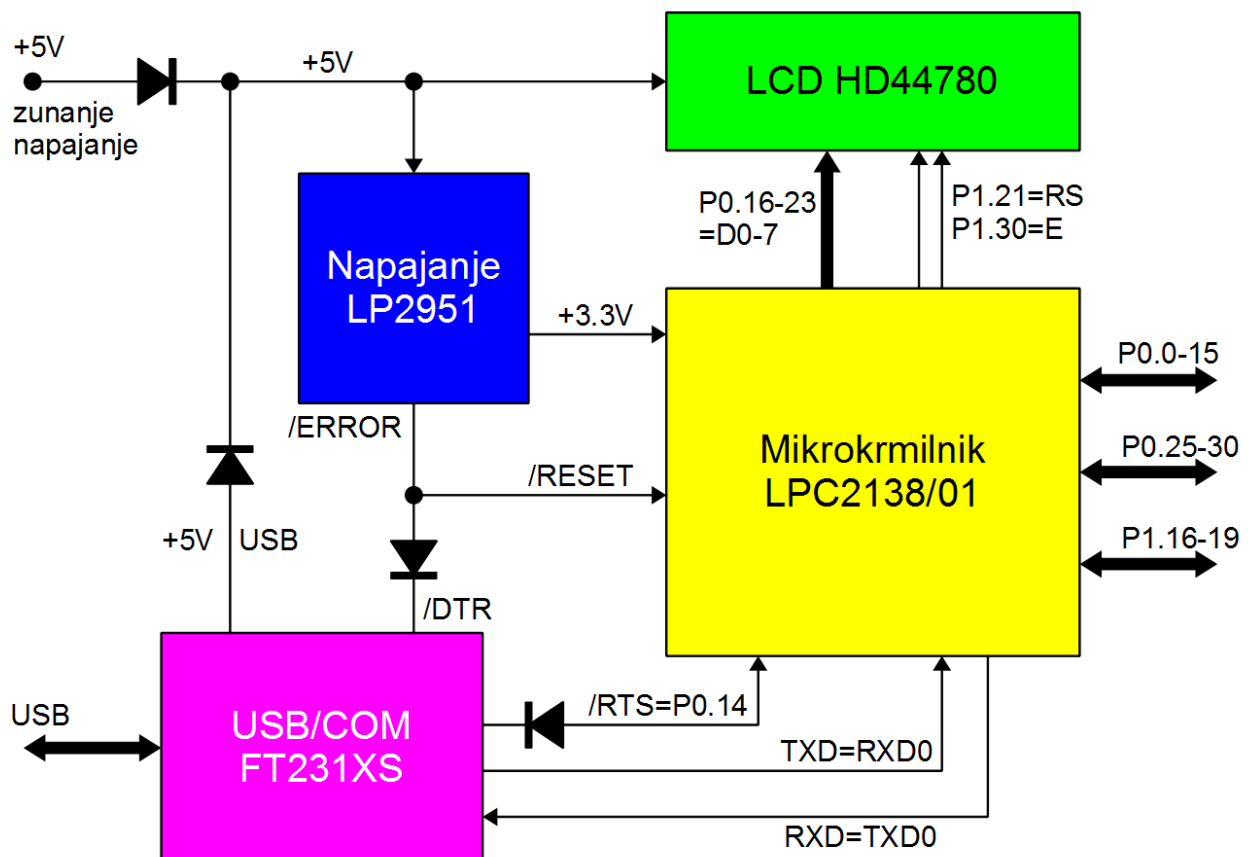 +5V
zunanje
napajanje
+5V
LCD HD44780
P0.16-23
=D0-7
P1.21=RS
P1.30=E
Napajanje
LP2951
+3.3V
/ERROR
/RESET
Mikrokrmilnik
LPC2138/01
P0.0-15
P0.25-30
P1.16-19
+5V
USB
/DTR
USB
USB/COM
FT231XS
/RTS=P0.14
TXD=RXD0
RXD=TXD0